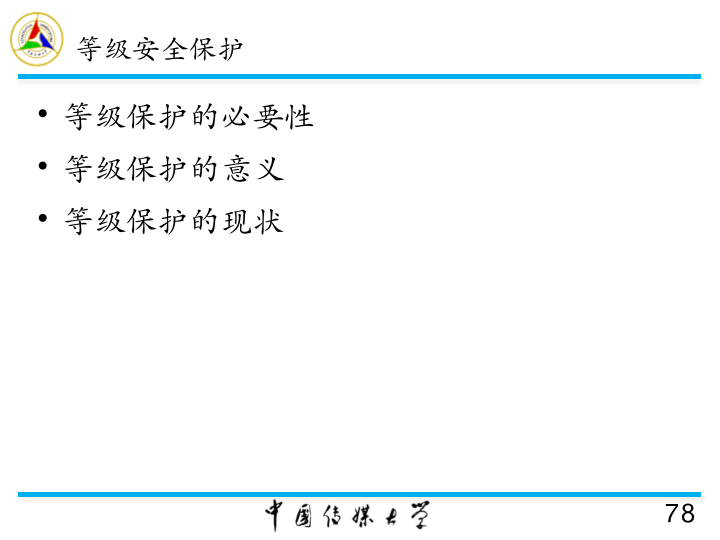 等级安全保护
• 等级保护的必要性
• 等级保护的意义
• 等级保护的现状
中国传媒大学
78